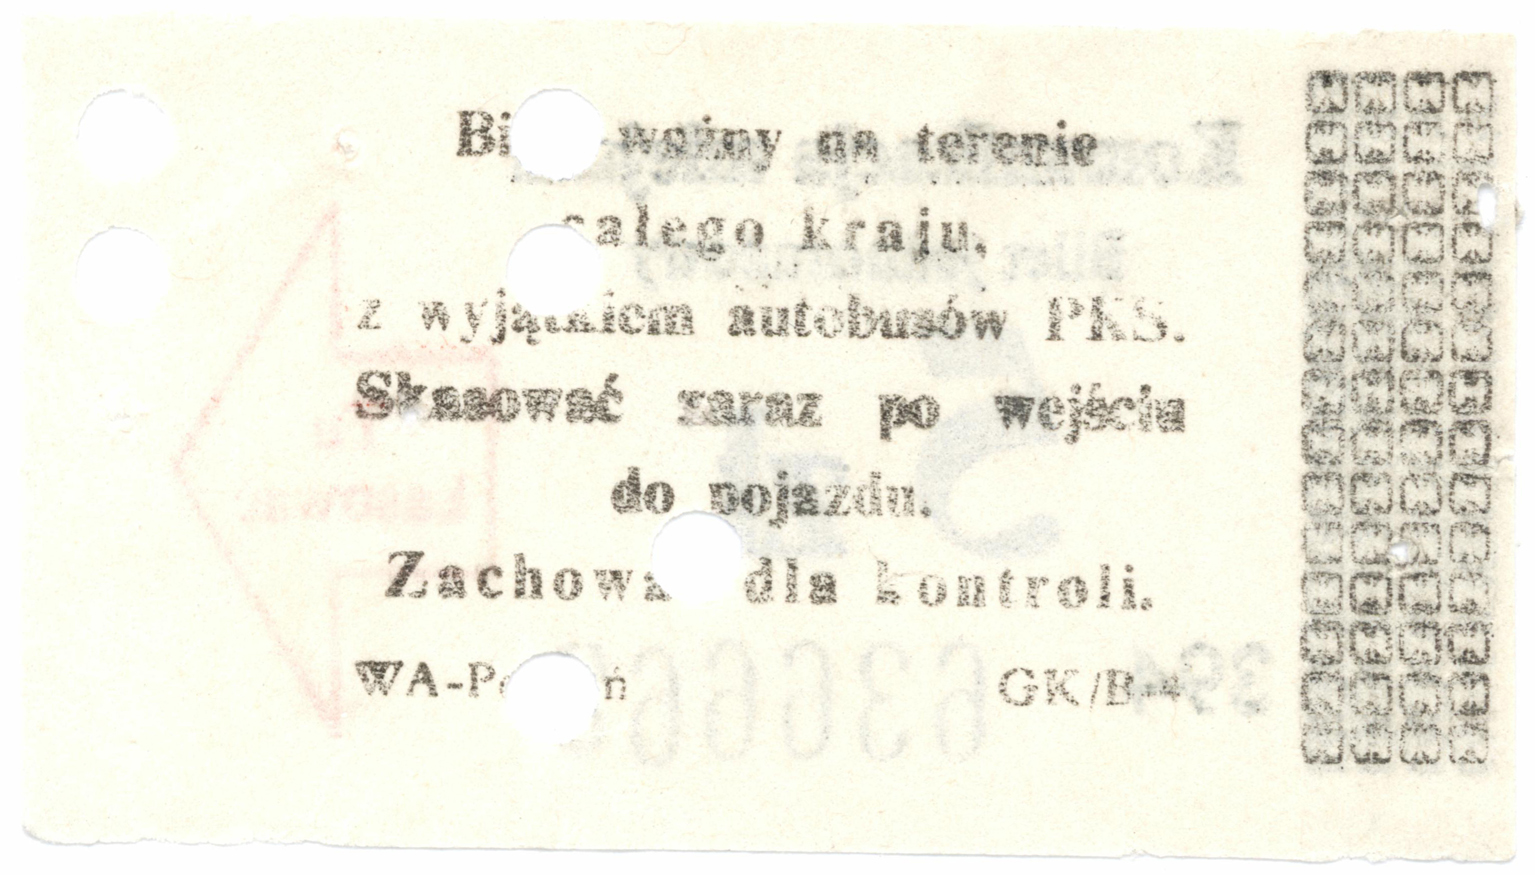 Bi ważny na terenie
całego kraju,
z wyjątkiem autobusów PKS.
Skasować zaraz po wejściu
do pojazdu.
Zachowa dla kontroli.
WA-Po ń GK/B-4